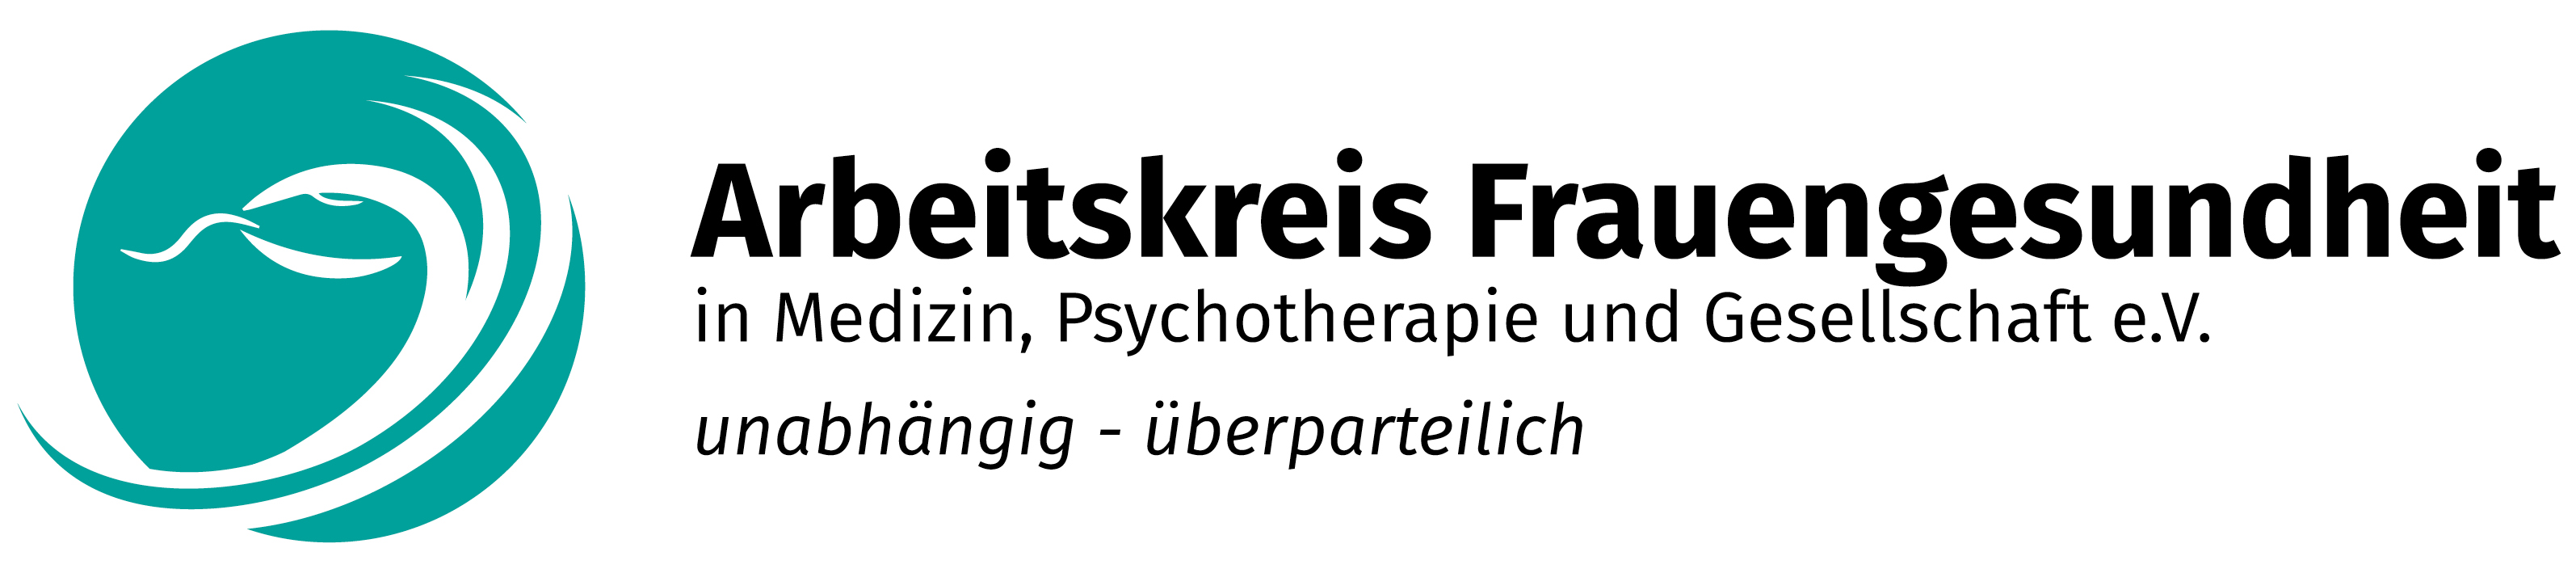 Arbeitskreis Frauengesundheit
in Medizin, Psychotherapie und Gesellschaft e.V.
unabhängig - überparteilich